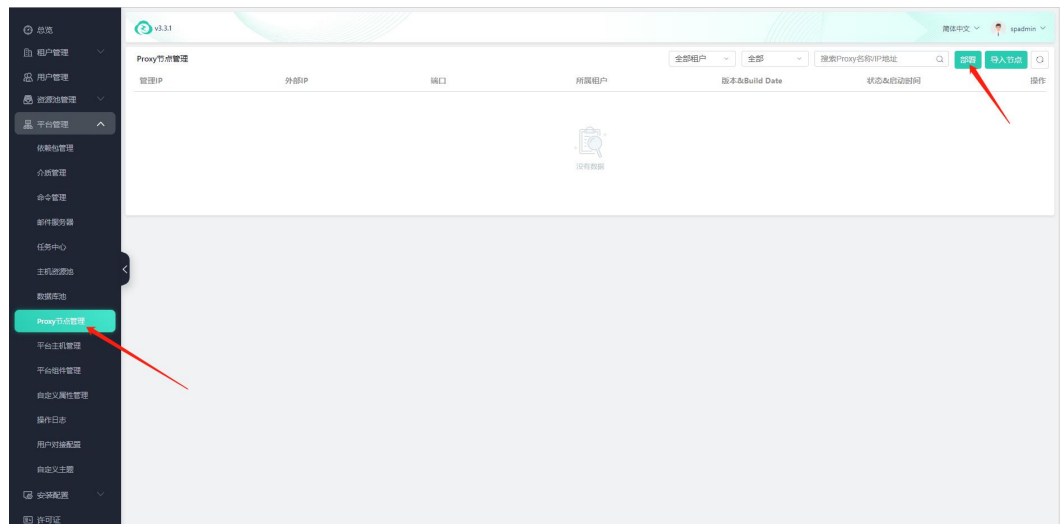 总览
租户管理
用户管理
资源池管理
平台管理
依赖包管理
介质管理
命令管理
邮件服务器
任务中心
主机资源池
数据库池
Proxy节点管理
平台主机管理
平台组件管理
自定义属性管理
操作日志
用户对接配置
自定义主题
安装配置
许可证
v3.3.1
简体中文 xpadmin
Proxy节点管理 全部租户 全部 搜索Proxy名称/IP地址 部署 导入节点
管理IP 外部IP 端口 所属租户 版本&Build Date 状态&启动时间 操作
没有数据